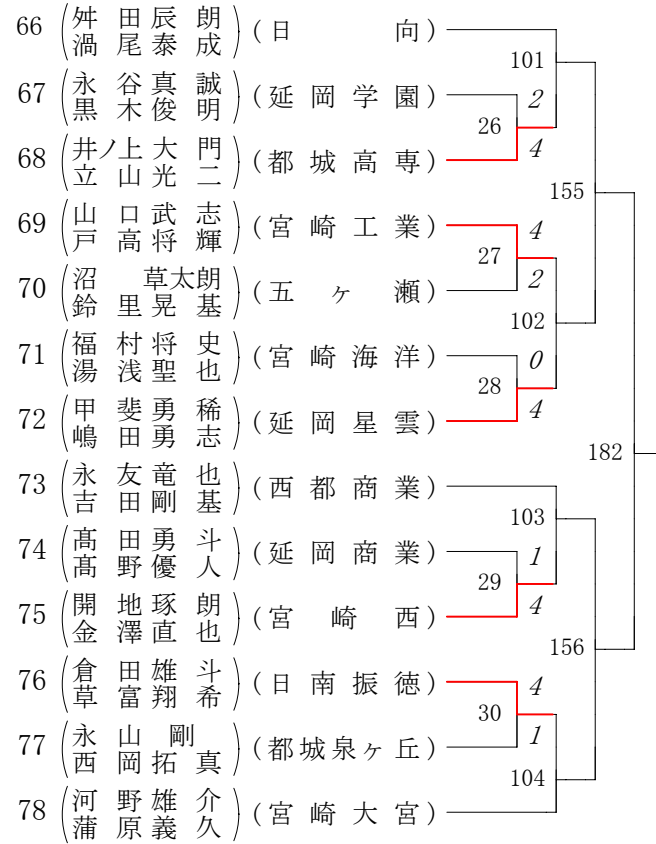 66 (舛田辰朗 渦尾泰成) (日向)
101
67 (永谷真誠 黒木俊明) (延岡学園) 2
26
68 (井ノ上大門 立山光二) (都城高専) 4
155
69 (山口武志 戸高将輝) (宮崎工業) 4
27
70 (沼草太朗 鈴里晃基) (五ヶ瀬) 2
102
71 (福村将史 湯浅聖也) (宮崎海洋) 0
28
72 (甲斐勇稀 嶋田勇志) (延岡星雲) 4
182
73 (永友竜也 吉田剛基) (西都商業)
103
74 (髙田勇斗 髙野優人) (延岡商業) 1
29
75 (開地琢朗 金澤直也) (宮崎西) 4
156
76 (倉田雄斗 草富翔希) (日南振徳) 4
30
77 (永山剛 西岡拓真) (都城泉ヶ丘) 1
104
78 (河野雄介 蒲原義久) (宮崎大宮)